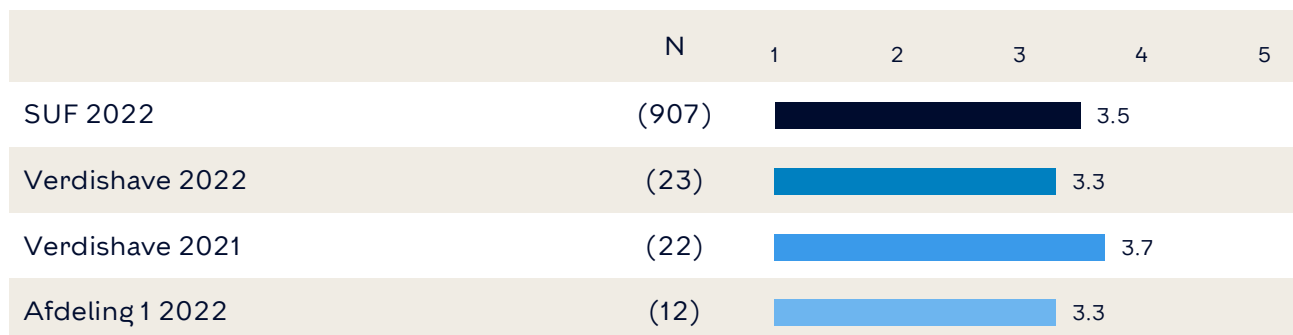 N 1 2 3 4 5
SUF 2022 (907) 3.5
Verdishave 2022 (23) 3.3
Verdishave 2021 (22) 3.7
Afdeling 1 2022 (12) 3.3